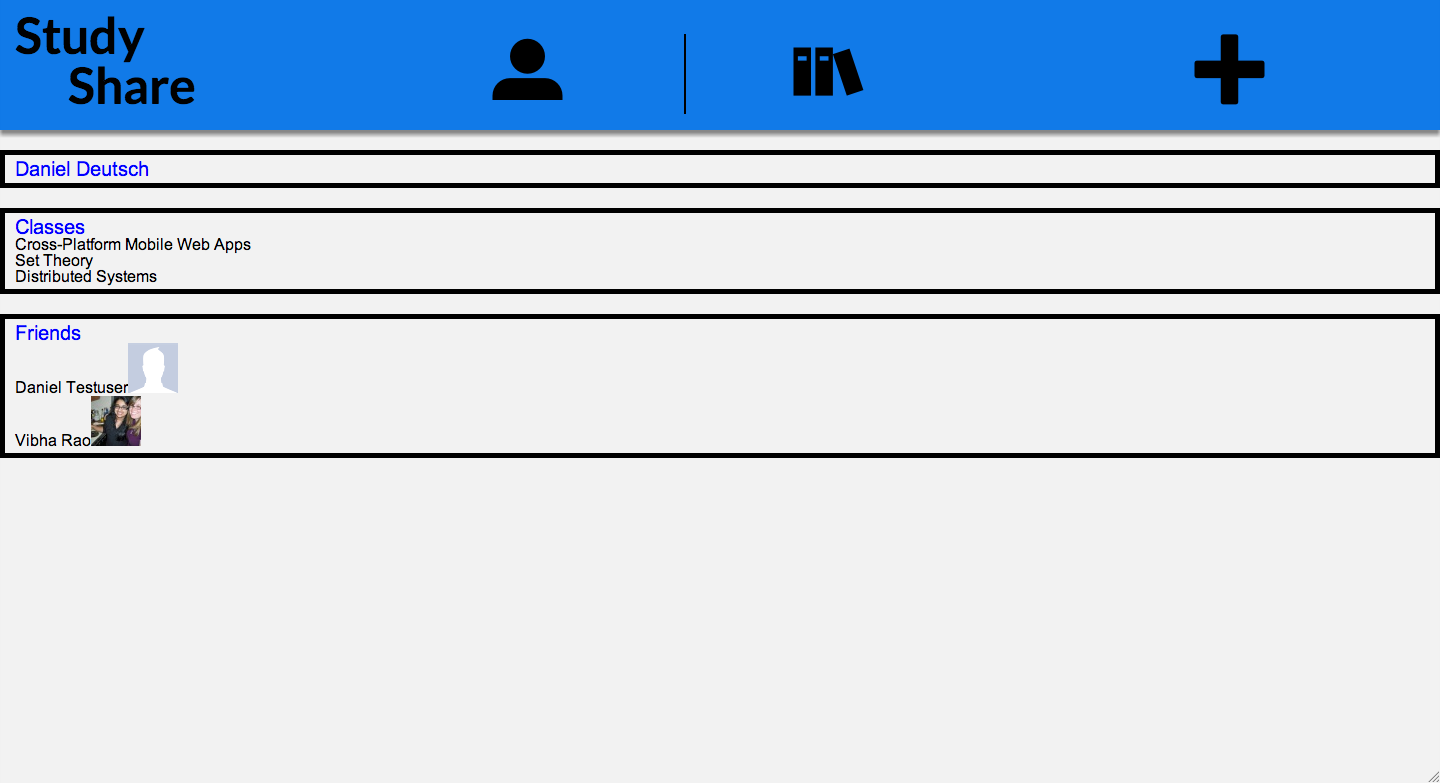 Study
Share
Daniel Deutsch
Classes
Cross-Platform Mobile Web Apps
Set Theory
Distributed Systems
Friends
Daniel Testuser
Vibha Rao